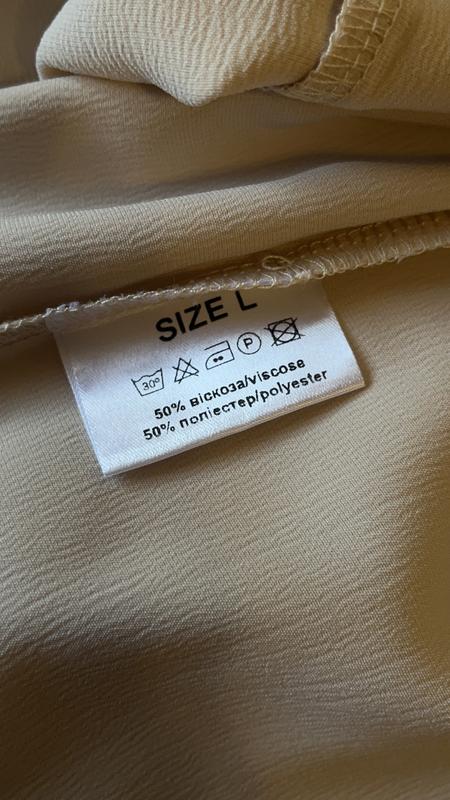 SIZE L
30° P
50% віскоза/viscose
50% поліестер/polyester